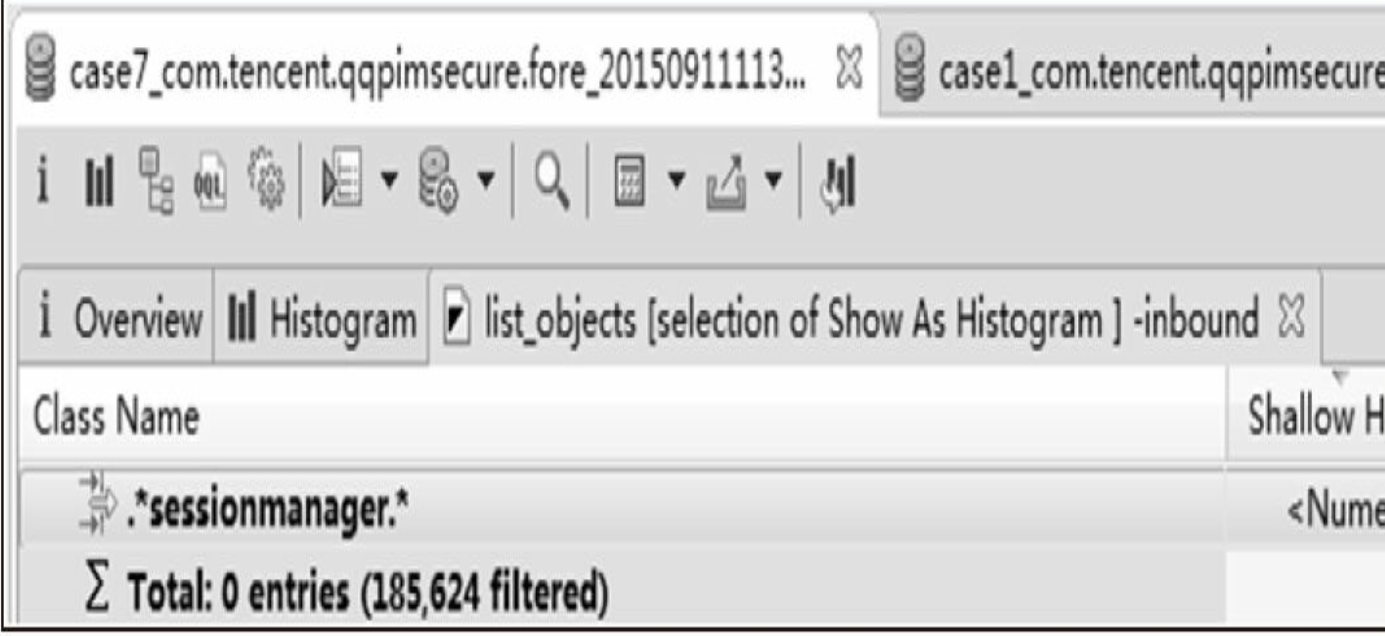 case7_com.tencent.qqpimsecure.fore_20150911113... case1_com.tencent.qqpimsecure
i OQL
i Overview Histogram list_objects [selection of Show As Histogram ] -inbound
Class Name Shallow H
.*sessionmanager.* <Nume
Σ Total: 0 entries (185,624 filtered)